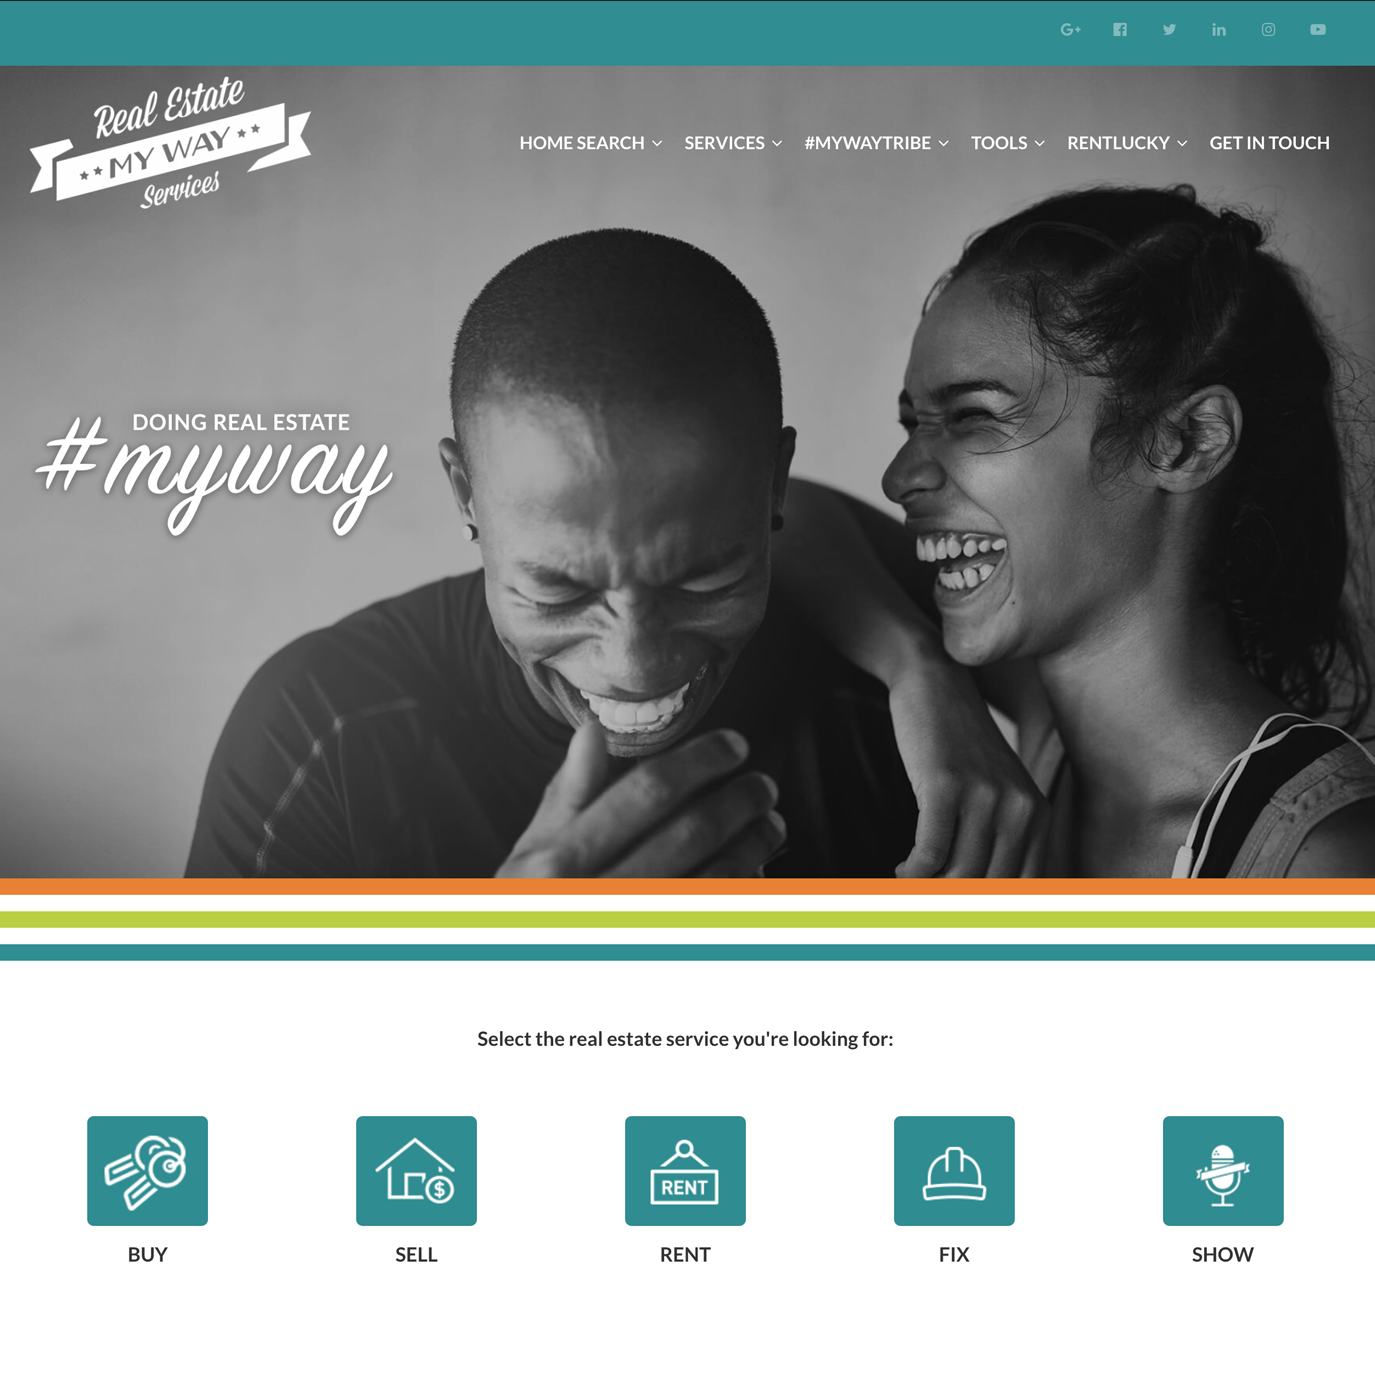 Real Estate
MY WAY
Services
HOME SEARCH
SERVICES
#MYWAYTRIBE
TOOLS
RENTLUCKY
GET IN TOUCH
DOING REAL ESTATE
#myway
Select the real estate service you're looking for:
RENT
BUY
SELL
RENT
FIX
SHOW